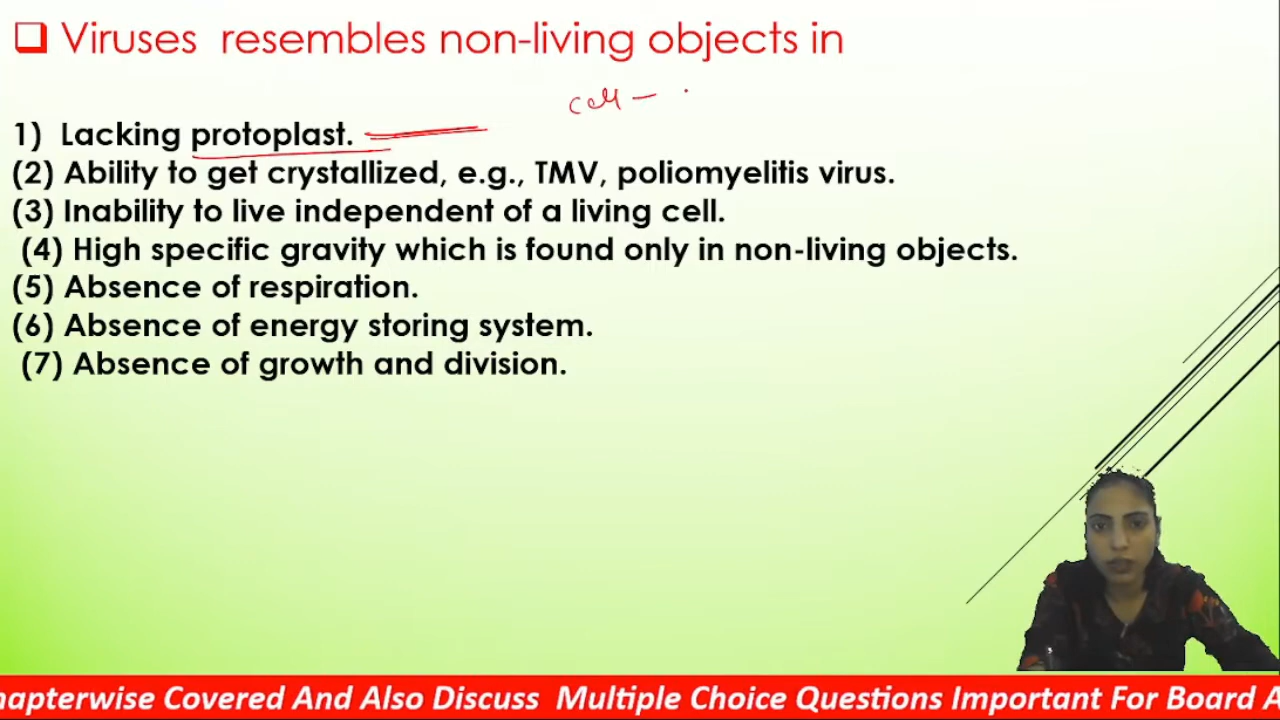 ❑ Viruses resembles non-living objects in
cell –
1) Lacking protoplast.
(2) Ability to get crystallized, e.g., TMV, poliomyelitis virus.
(3) Inability to live independent of a living cell.
(4) High specific gravity which is found only in non-living objects.
(5) Absence of respiration.
(6) Absence of energy storing system.
(7) Absence of growth and division.
hapterwise Covered And Also Discuss Multiple Choice Questions Important For Board A